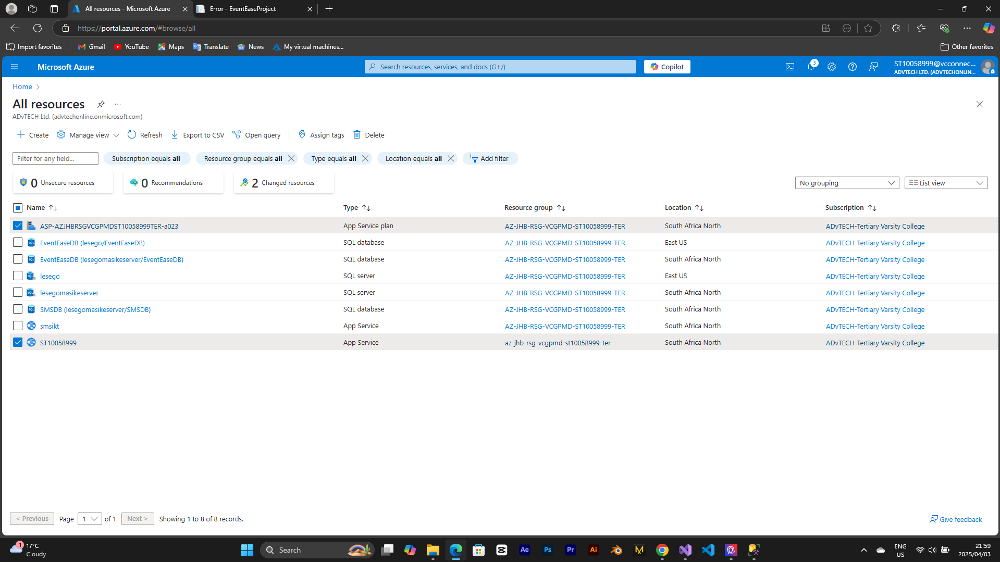 All resources - Microsoft Azure
Error - EventEaseProject
https://portal.azure.com/#browse/all
Import favorites
Gmail
YouTube
Maps
Translate
News
My virtual machines...
Other favorites
Microsoft Azure
Search resources, services, and docs (G+/)
Copilot
3
ST10058999@vcconnec...
ADVTECH LTD. (ADVTECHONLIN...
Home
All resources
ADvTECH Ltd. (advtechonline.onmicrosoft.com)
Create
Manage view
Refresh
Export to CSV
Open query
Assign tags
Delete
Filter for any field...
Subscription equals all
Resource group equals all
Type equals all
Location equals all
Add filter
0 Unsecure resources
0 Recommendations
2 Changed resources
No grouping
List view
Name Type Resource group Location Subscription
ASP-AZJHBRSGVCGPMDST10058999TER-a023 App Service plan AZ-JHB-RSG-VCGPMD-ST10058999-TER South Africa North ADvTECH-Tertiary Varsity College
EventEaseDB (lesego/EventEaseDB) SQL database AZ-JHB-RSG-VCGPMD-ST10058999-TER East US ADvTECH-Tertiary Varsity College
EventEaseDB (lesegomasikeserver/EventEaseDB) SQL database AZ-JHB-RSG-VCGPMD-ST10058999-TER South Africa North ADvTECH-Tertiary Varsity College
lesego SQL server AZ-JHB-RSG-VCGPMD-ST10058999-TER East US ADvTECH-Tertiary Varsity College
lesegomasikeserver SQL server AZ-JHB-RSG-VCGPMD-ST10058999-TER South Africa North ADvTECH-Tertiary Varsity College
SMSDB (lesegomasikeserver/SMSDB) SQL database AZ-JHB-RSG-VCGPMD-ST10058999-TER South Africa North ADvTECH-Tertiary Varsity College
smsikt App Service AZ-JHB-RSG-VCGPMD-ST10058999-TER South Africa North ADvTECH-Tertiary Varsity College
ST10058999 App Service az-jhb-rsg-vcgpmd-st10058999-ter South Africa North ADvTECH-Tertiary Varsity College
< Previous Page 1 of 1 Next > Showing 1 to 8 of 8 records.
Give feedback
1
17°C
Cloudy
Search
Ae
Ps
Pr
Ai
M
ENG
US
21:59
2025/04/03